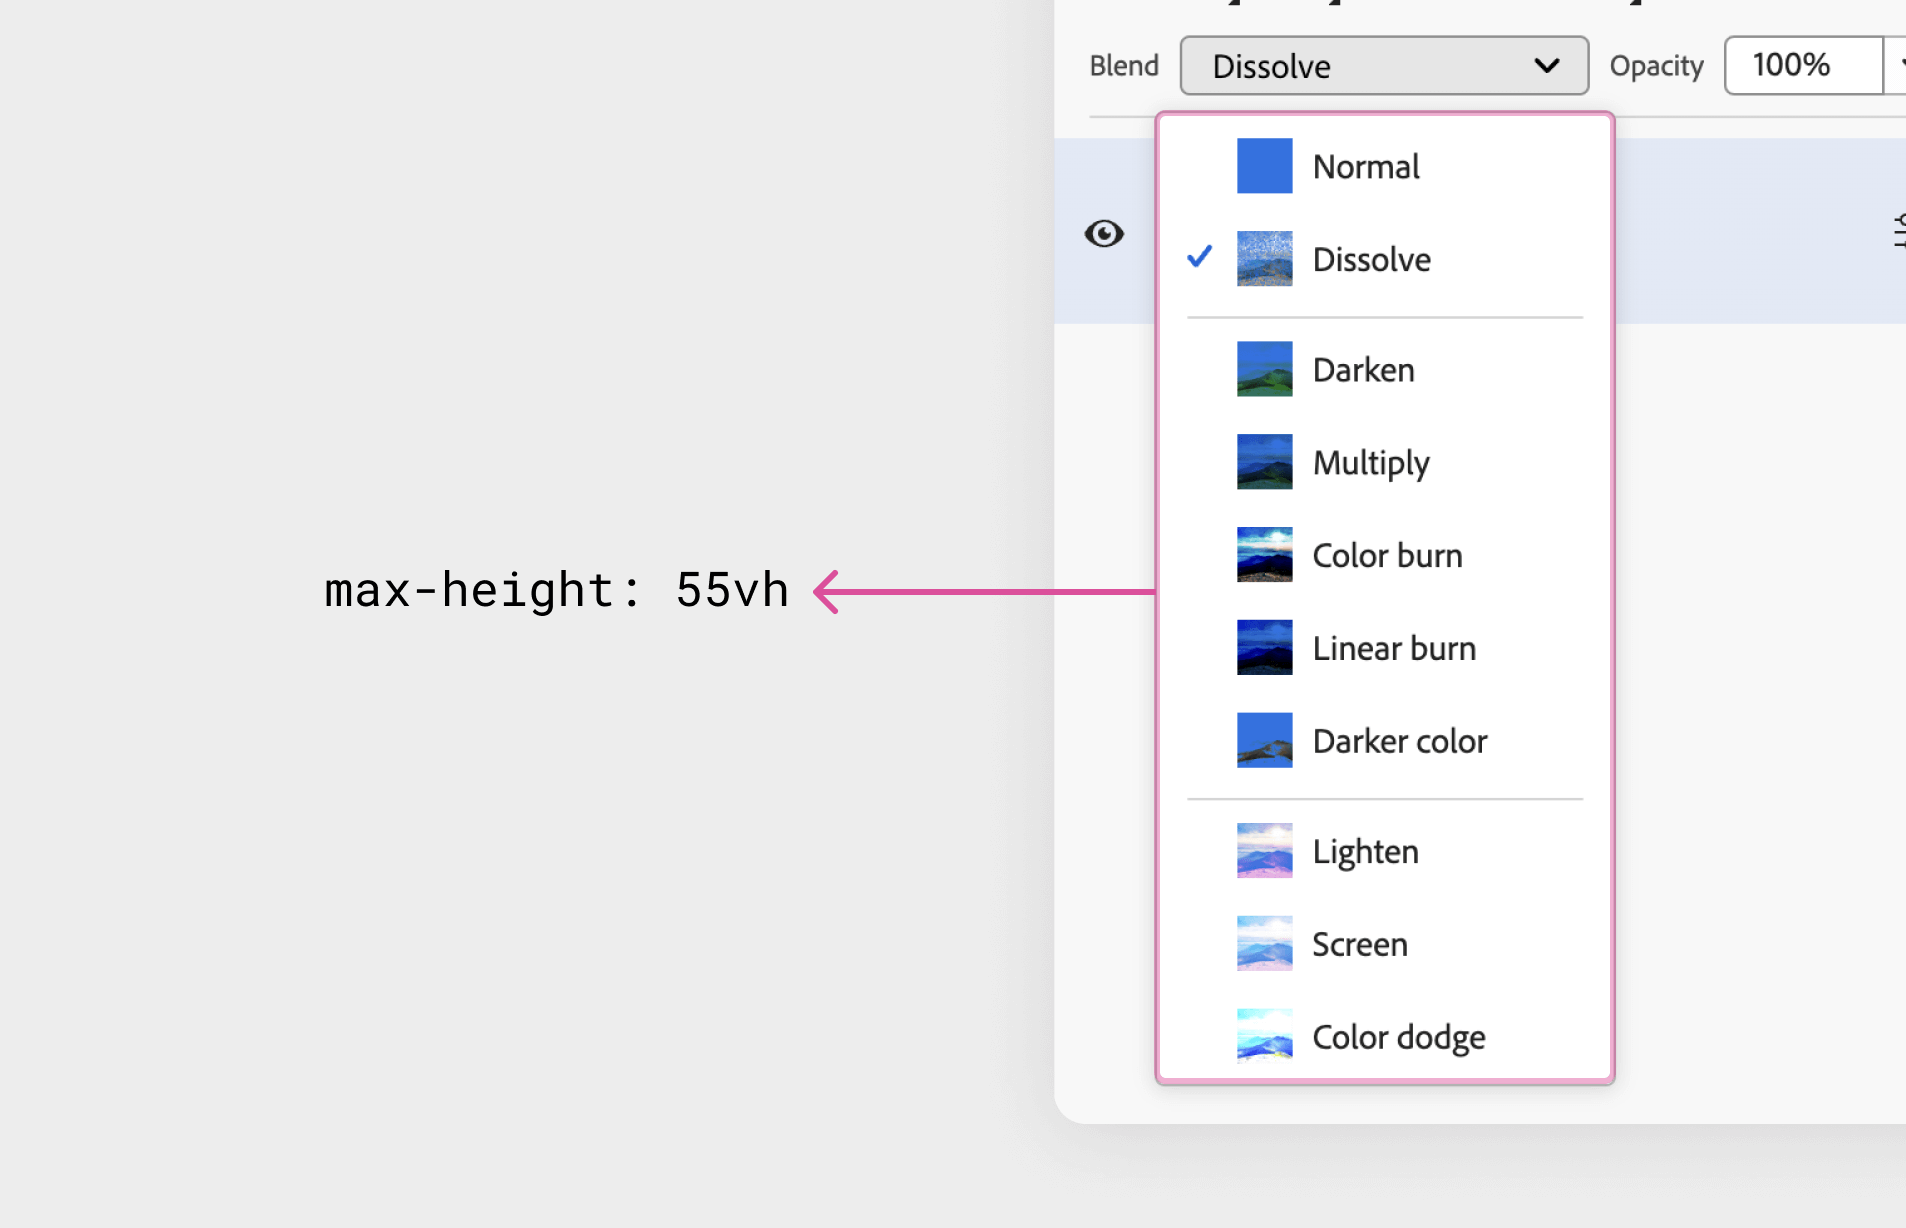 Blend Dissolve Opacity 100%
Normal
Dissolve
Darken
Multiply
Color burn
max-height: 55vh
Linear burn
Darker color
Lighten
Screen
Color dodge